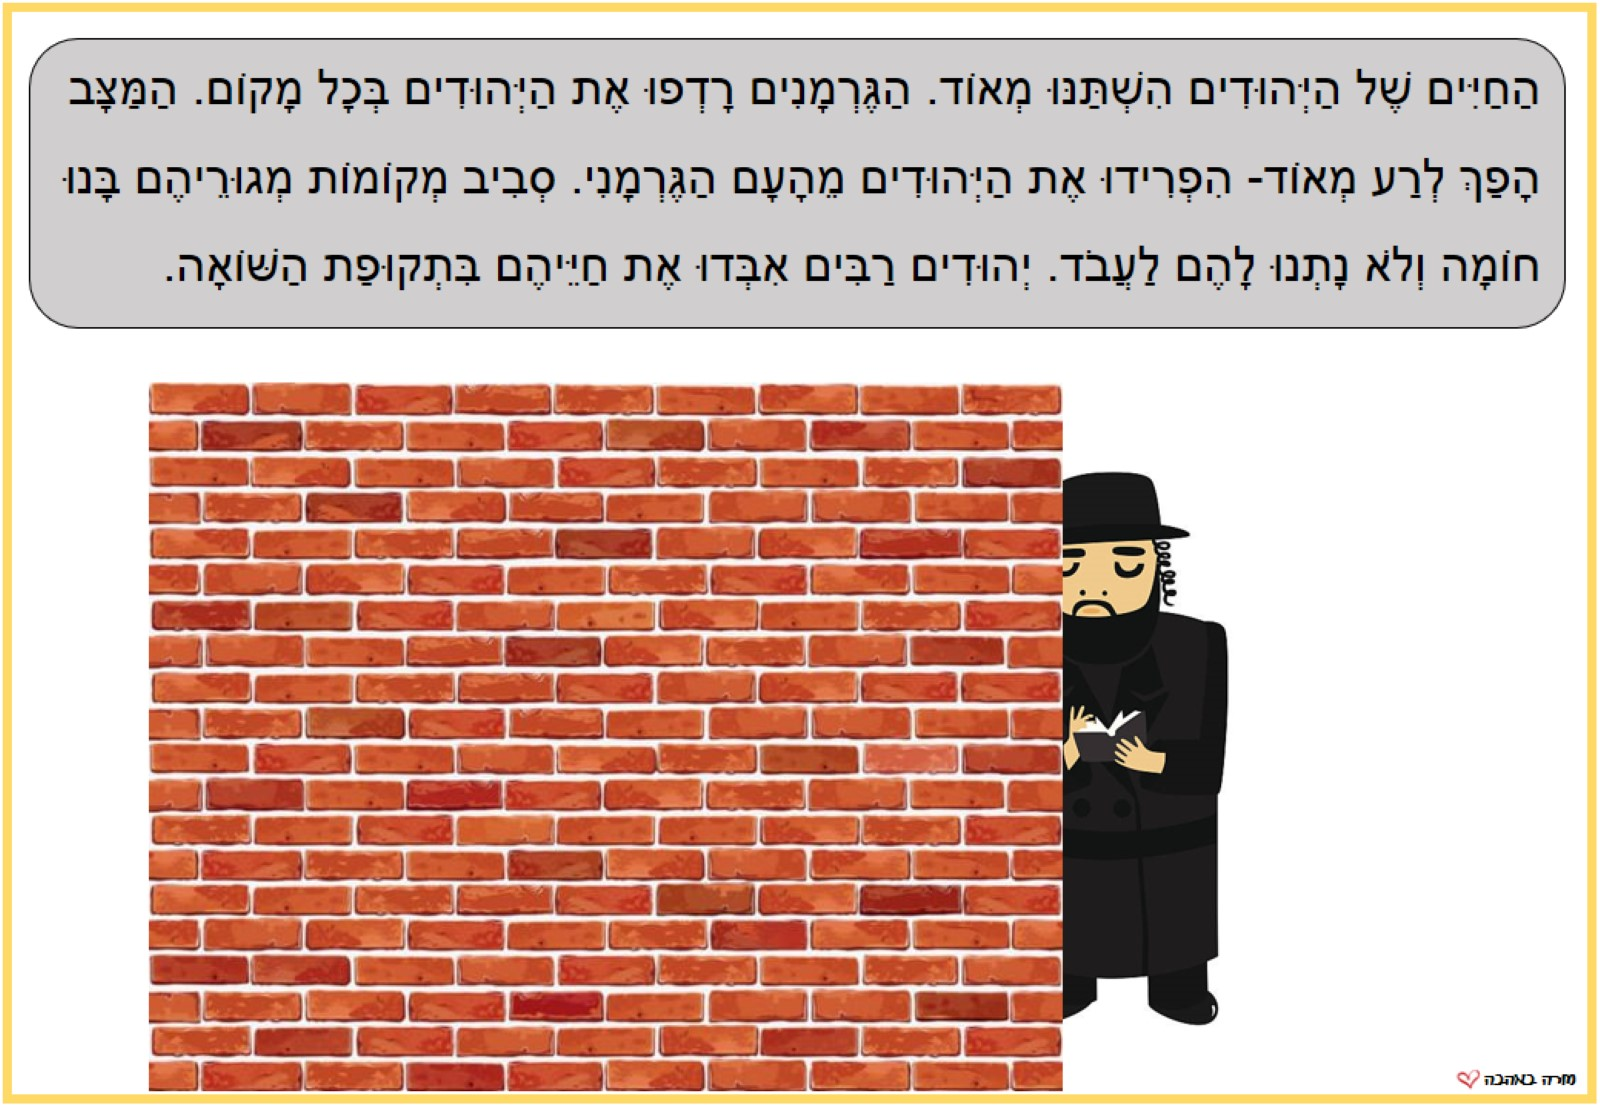 הַחַיִּים שֶׁל הַיְּהוּדִים הִשְׁתַּנּוּ מְאוֹד. הַגֶּרְמָנִים רָדְפוּ אֶת הַיְּהוּדִים בְּכָל מָקוֹם. הַמַּצָּב
הָפַךְ לְרַע מְאוֹד- הִפְרִידוּ אֶת הַיְּהוּדִים מֵהָעָם הַגֶּרְמָנִי. סְבִיב מְקוֹמוֹת מְגוּרֵיהֶם בָּנוּ
חוֹמָה וְלֹא נָתְנוּ לָהֶם לַעֲבֹד. יְהוּדִים רַבִּים אִבְּדוּ אֶת חַיֵּיהֶם בִּתְקוּפַת הַשּׁוֹאָה.
מורה באהבה